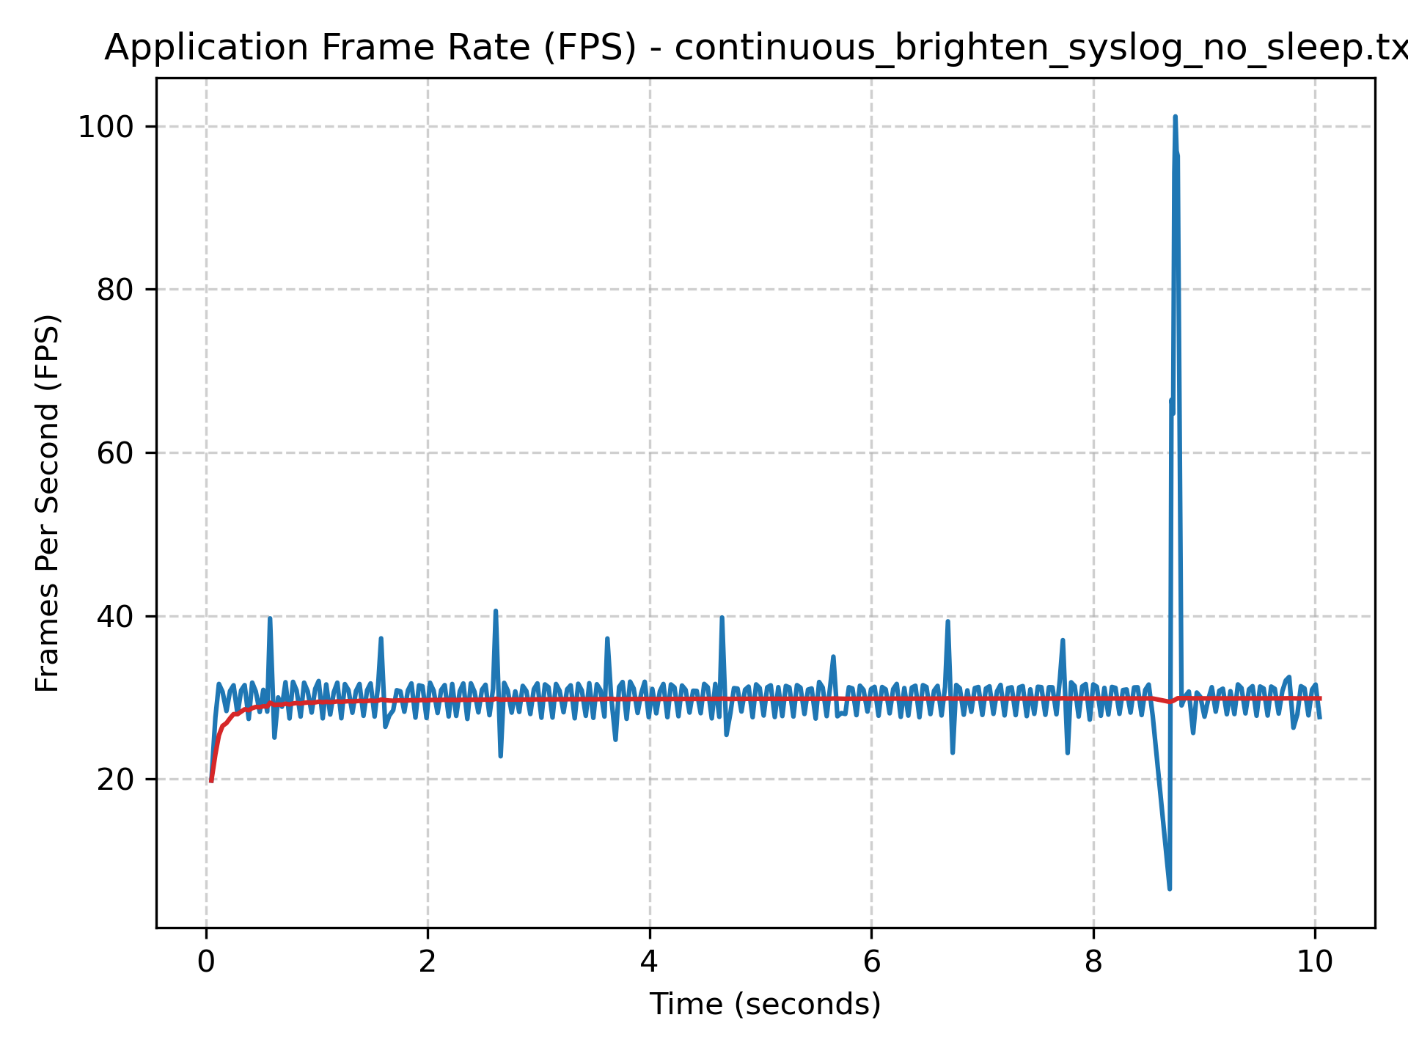 Application Frame Rate (FPS) - continuous_brighten_syslog_no_sleep.tx
100
80
60
40
20
Frames Per Second (FPS)
0 2 4 6 8 10
Time (seconds)